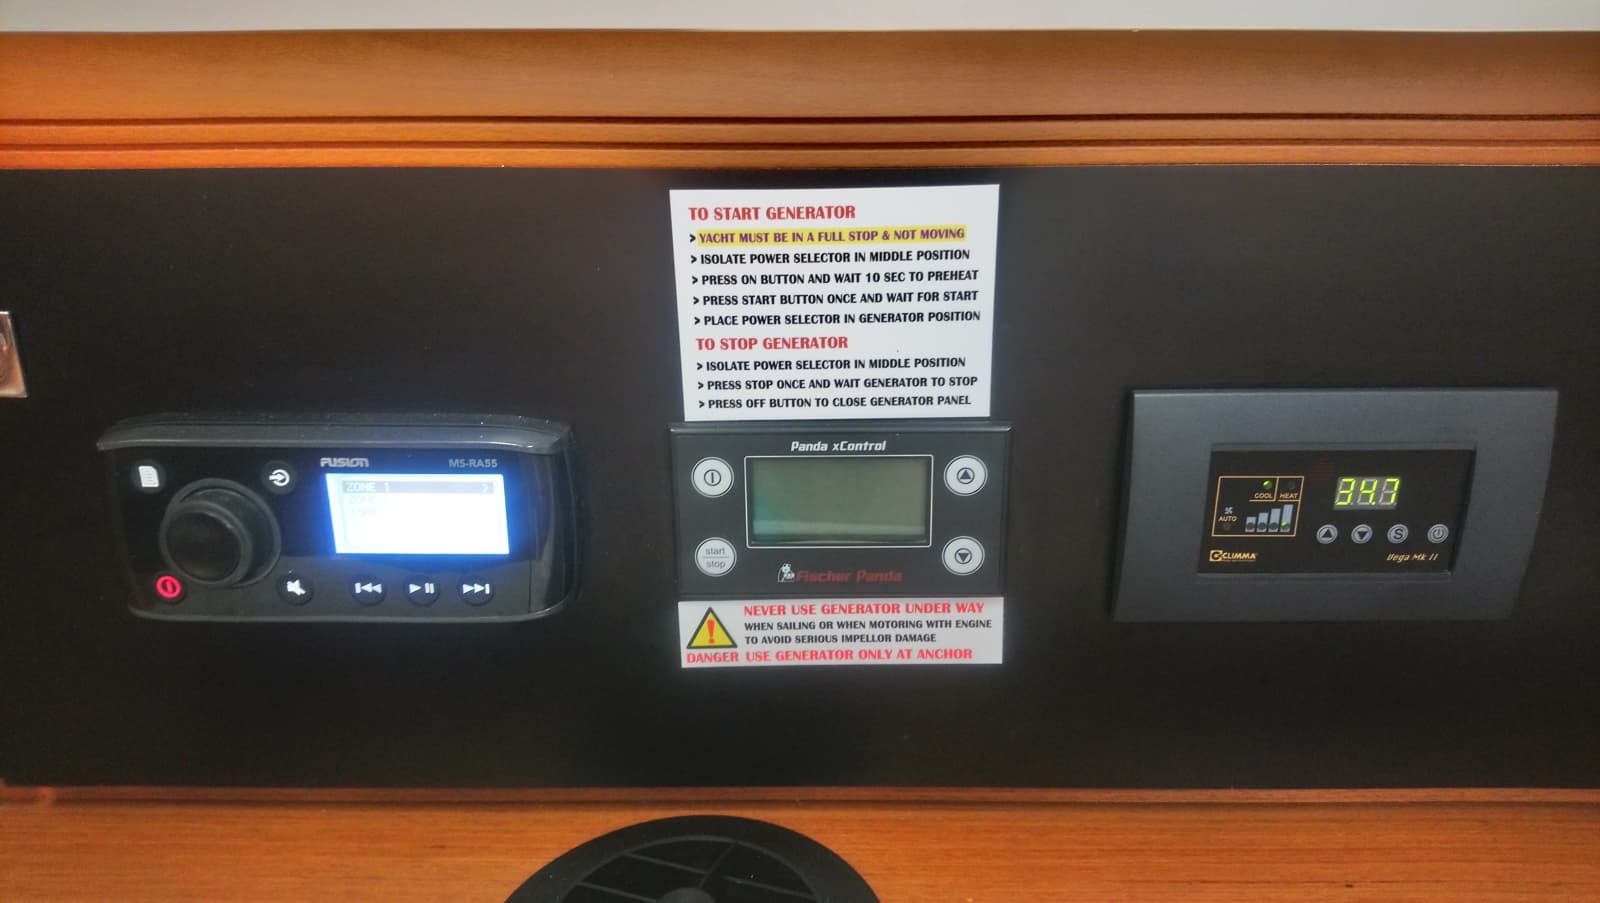 TO START GENERATOR
> YACHT MUST BE IN A FULL STOP & NOT MOVING
> ISOLATE POWER SELECTOR IN MIDDLE POSITION
> PRESS ON BUTTON AND WAIT 10 SEC TO PREHEAT
> PRESS START BUTTON ONCE AND WAIT FOR START
> PLACE POWER SELECTOR IN GENERATOR POSITION
TO STOP GENERATOR
> ISOLATE POWER SELECTOR IN MIDDLE POSITION
> PRESS STOP ONCE AND WAIT GENERATOR TO STOP
> PRESS OFF BUTTON TO CLOSE GENERATOR PANEL
FUSION MS-RA55
ZONE 1 >
Panda xControl
start
stop
Fischer Panda
NEVER USE GENERATOR UNDER WAY
WHEN SAILING OR WHEN MOTORING WITH ENGINE
TO AVOID SERIOUS IMPELLOR DAMAGE
DANGER USE GENERATOR ONLY AT ANCHOR
COOL HEAT
AUTO
34.7
S
CLIMMA
Vega Mk II